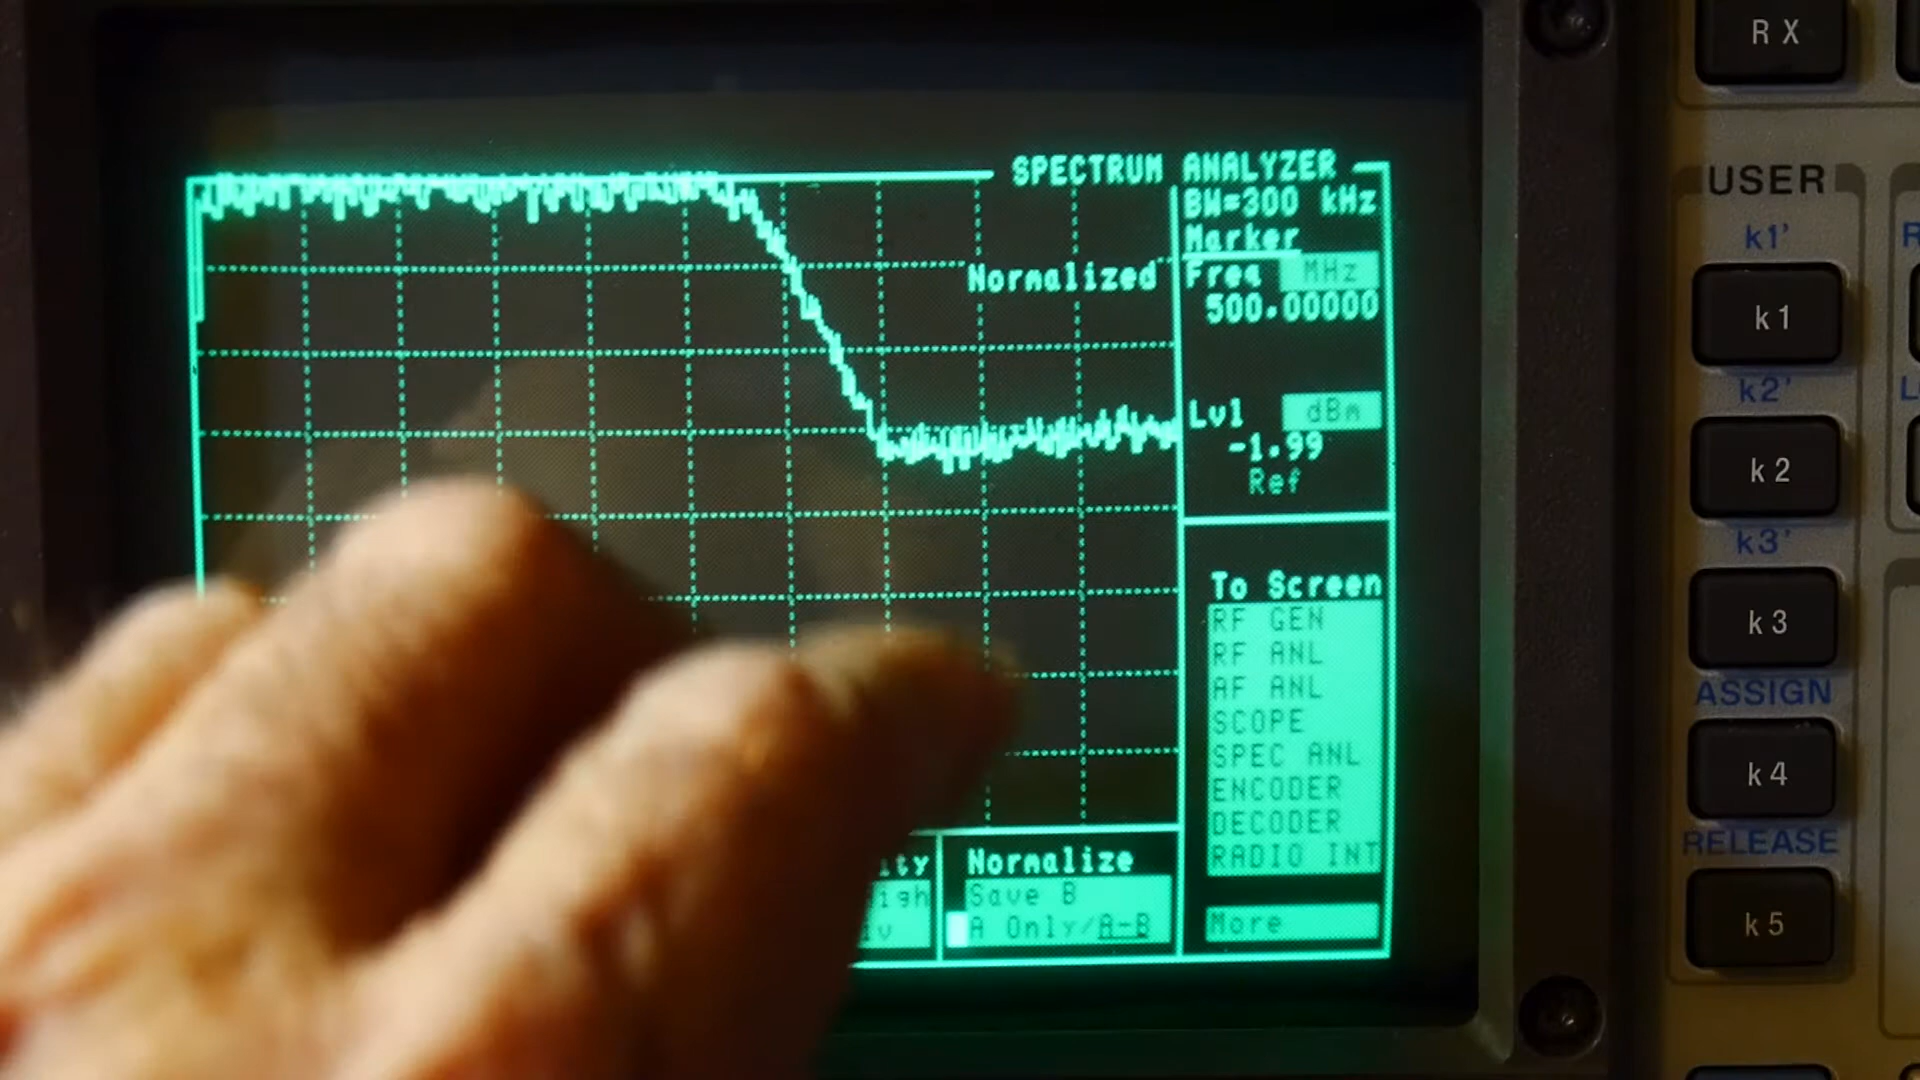 SPECTRUM ANALYZER
BW=300 kHz
Marker
Normalized
Freq MHz
500.00000
Lvl dBm
-1.99
Ref
To Screen
RF GEN
RF ANL
AF ANL
SCOPE
SPEC ANL
ENCODER
DECODER
RADIO INT
More
Normalize
Save B
A Only/A-B
RX
USER
k1'
k1
k2'
k2
k3'
k3
ASSIGN
k4
RELEASE
k5